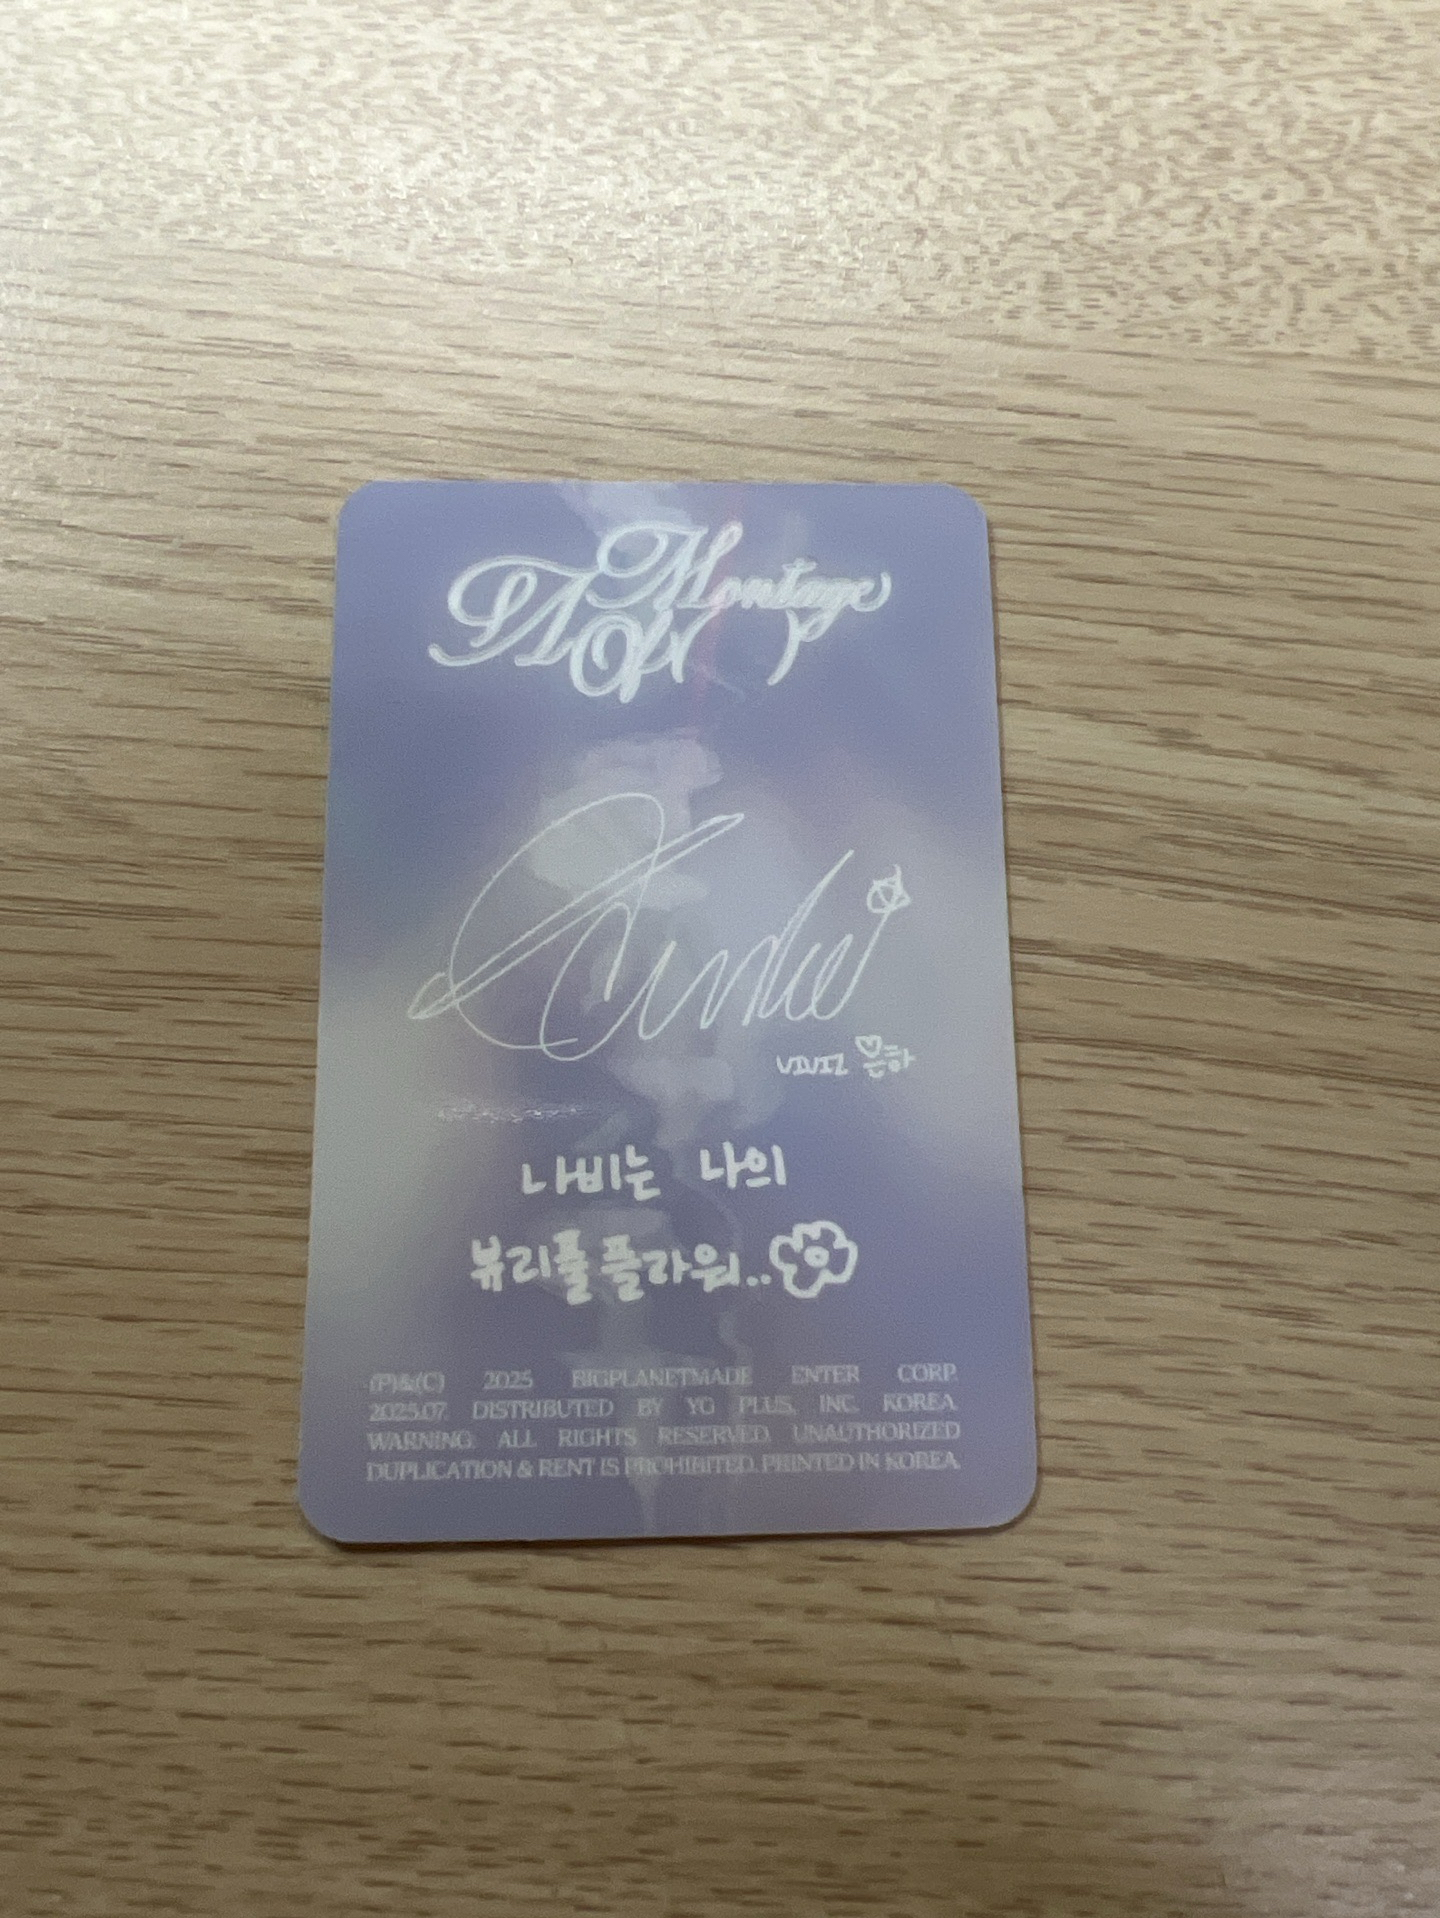 A Montage
Of ( )
VIVIZ 은하
나비는 나의
뷰리풀 플라워..
(P)&(C) 2025 BIGPLANETMADE ENTER CORP.
2025.07. DISTRIBUTED BY YG PLUS, INC. KOREA.
WARNING: ALL RIGHTS RESERVED. UNAUTHORIZED
DUPLICATION & RENT IS PROHIBITED. PRINTED IN KOREA.